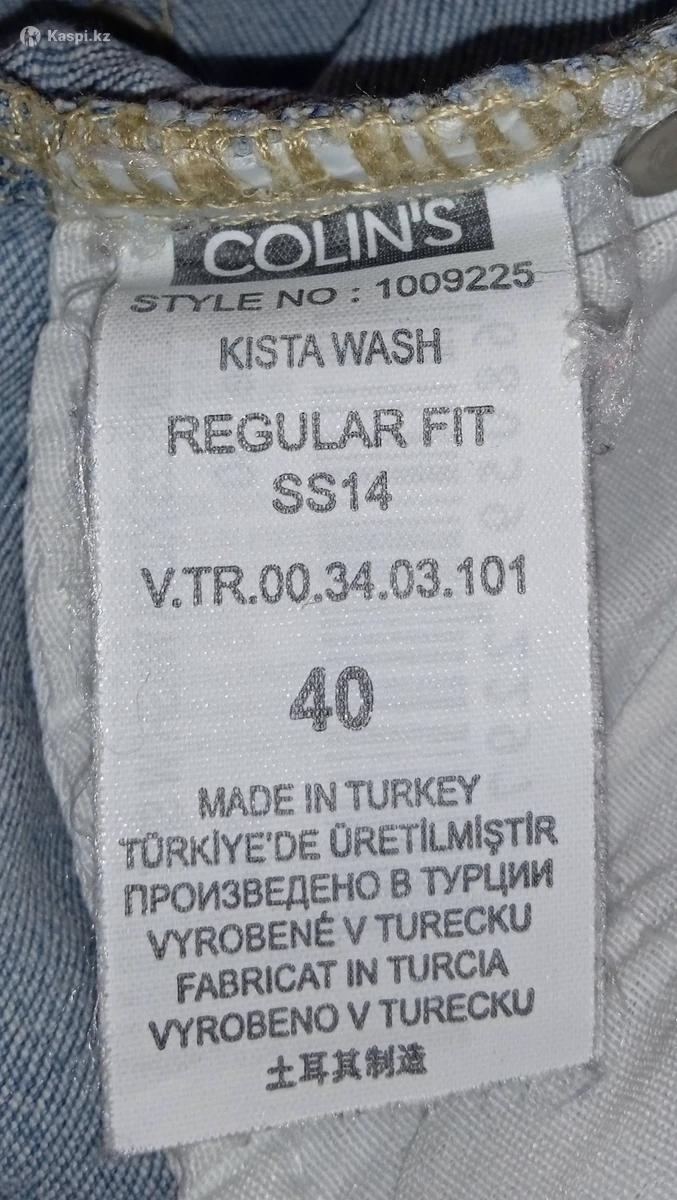 Kaspi.kz
COLIN'S
STYLE NO : 1009225
KISTA WASH
REGULAR FIT
SS14
V.TR.00.34.03.101
40
MADE IN TURKEY
TÜRKİYE'DE ÜRETİLMİŞTİR
ПРОИЗВЕДЕНО В ТУРЦИИ
VYROBENÉ V TURECKU
FABRICAT IN TURCIA
VYROBENO V TURECKU
土耳其制造